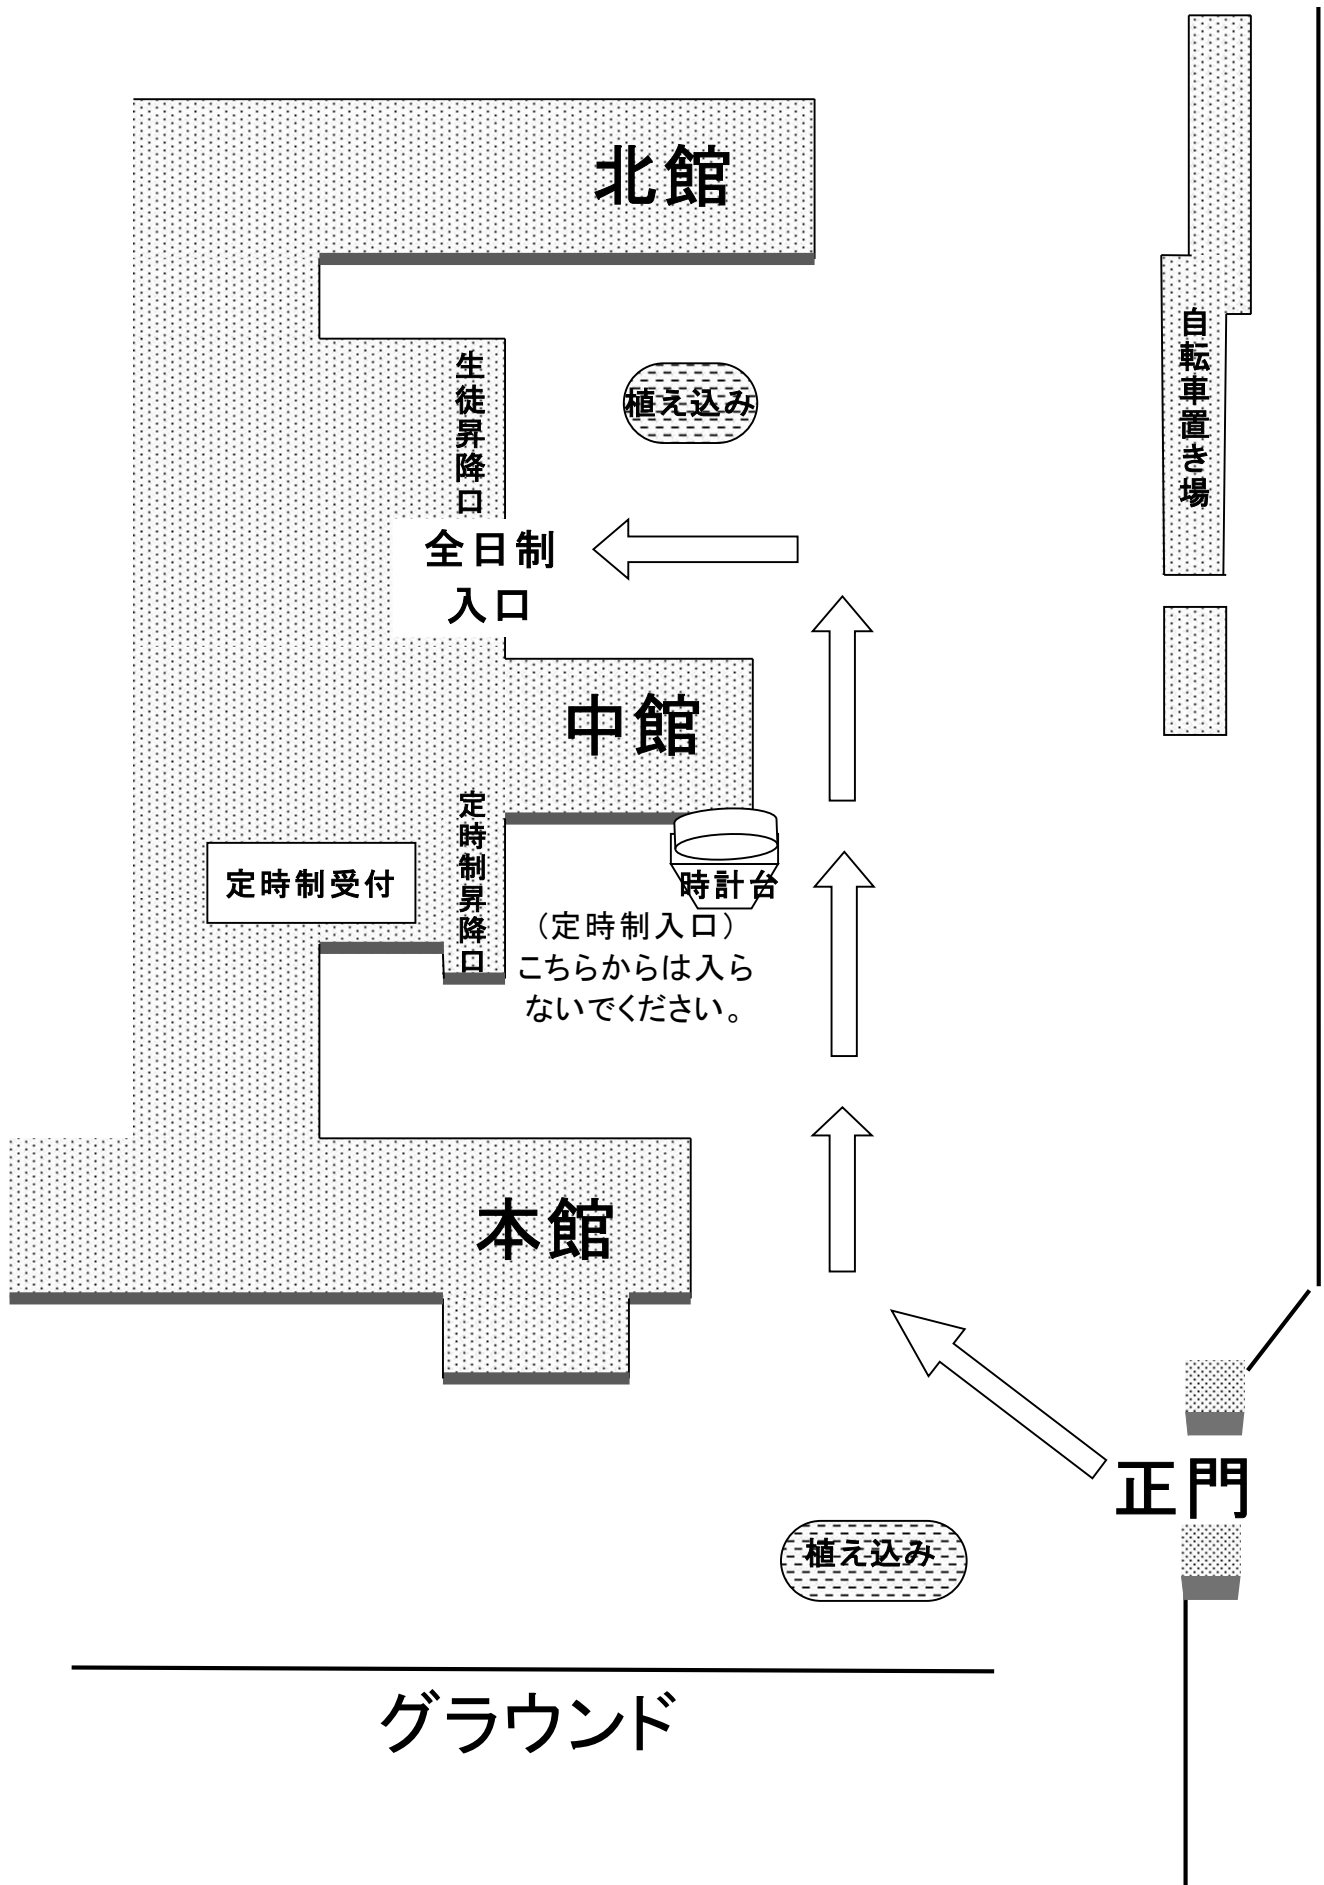 北館
自転車置き場
生徒昇降口
植え込み
全日制
入口
中館
定時制昇降口
定時制受付
時計台
（定時制入口）
こちらからは入ら
ないでください。
本館
正門
植え込み
グラウンド